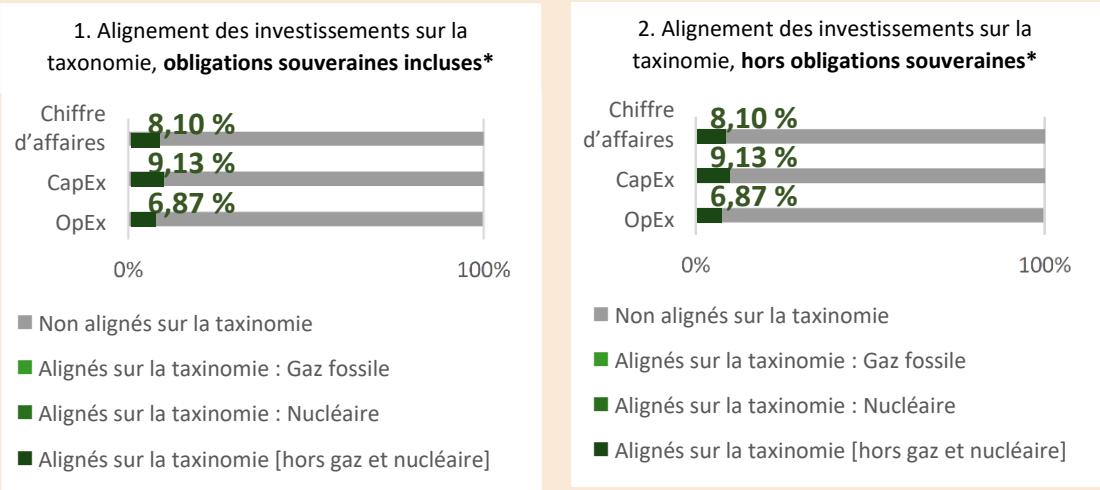 1. Alignement des investissements sur la
taxonomie, obligations souveraines incluses*
Chiffre
d'affaires
8,10 %
CapEx
9,13 %
OpEx
6,87 %
0%
100%
Non alignés sur la taxinomie
Alignés sur la taxinomie : Gaz fossile
Alignés sur la taxinomie : Nucléaire
Alignés sur la taxinomie [hors gaz et nucléaire]
2. Alignement des investissements sur la
taxinomie, hors obligations souveraines*
Chiffre
d'affaires
8,10 %
CapEx
9,13 %
OpEx
6,87 %
0%
100%
Non alignés sur la taxinomie
Alignés sur la taxinomie : Gaz fossile
Alignés sur la taxinomie : Nucléaire
Alignés sur la taxinomie [hors gaz et nucléaire]